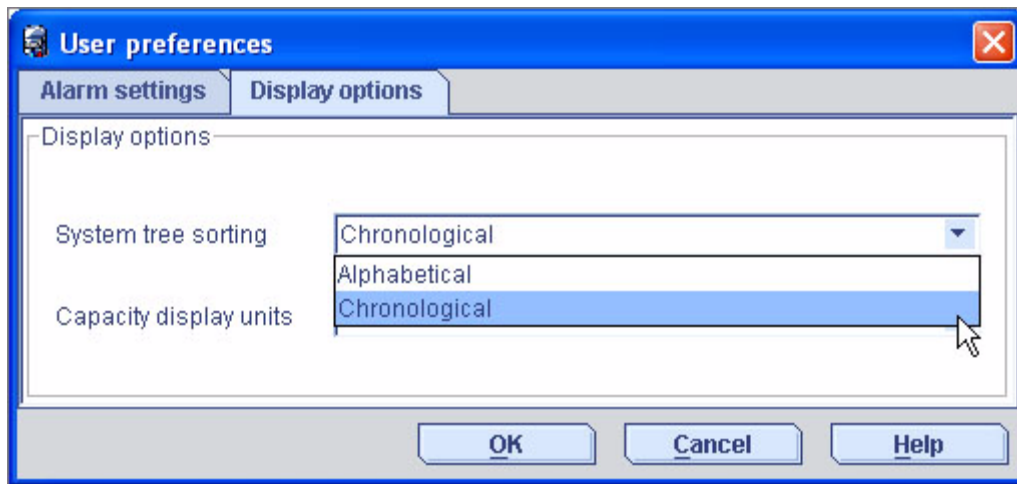 User preferences
Alarm settings
Display options
Display options
System tree sorting
Chronological
Alphabetical
Chronological
Capacity display units
OK
Cancel
Help